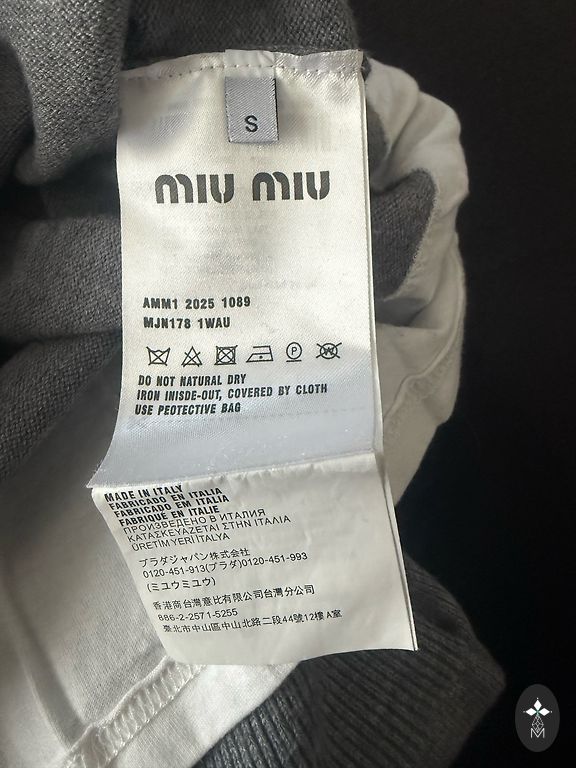 S
MIU MIU
AMM1 2025 1089
MJN178 1WAU
DO NOT NATURAL DRY
IRON INISDE-OUT, COVERED BY CLOTH
USE PEOTECTIVE BAG
MADE IN ITALY
FABRICADO EN ITALIA
FABRICADO EM ITALIA
FABRIQUÉ EN ITALIE
ПРОИЗВЕДЕНО В ИТАЛИЯ
ΚΑΤΑΣΚΕΥΑΖΕΤΑΙ ΣΤΗΝ ΙΤΑΛΙΑ
ÜRETİM YERİ İTALYA
プラダジャパン株式会社
0120-451-913(プラダ)0120-451-993
(ミュウミュウ)
香港商台灣意比有限公司台灣分公司
886-2-2571-5255
臺北市中山區中山北路二段44號12樓A室
M